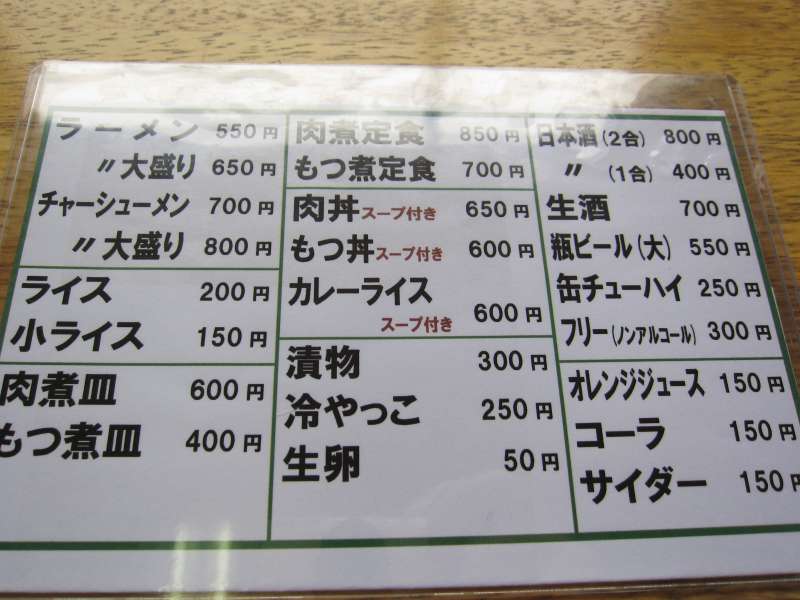 ラーメン 550円
〃大盛り 650円
チャーシューメン 700円
〃大盛り 800円
ライス 200円
小ライス 150円
肉煮皿 600円
もつ煮皿 400円
肉煮定食 850円
もつ煮定食 700円
肉丼スープ付き 650円
もつ丼スープ付き 600円
カレーライス
スープ付き 600円
漬物 300円
冷やっこ 250円
生卵 50円
日本酒(2合) 800円
〃 (1合) 400円
生酒 700円
瓶ビール(大) 550円
缶チューハイ 250円
フリー(ノンアルコール) 300円
オレンジジュース 150円
コーラ 150円
サイダー 150円